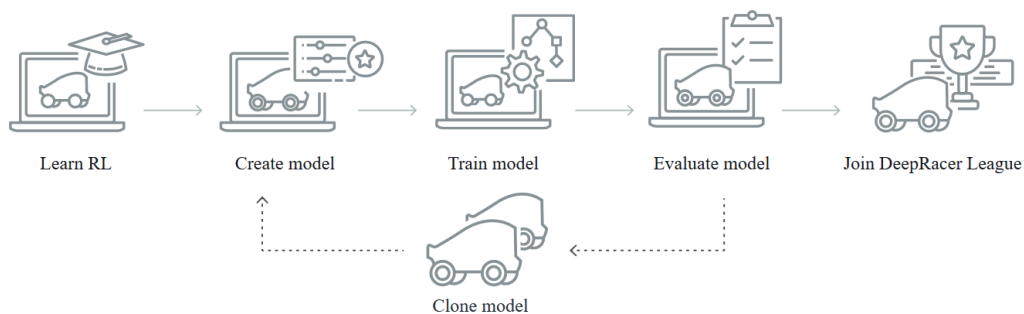 Learn RL
Create model
Train model
Evaluate model
Join DeepRacer League
Clone model